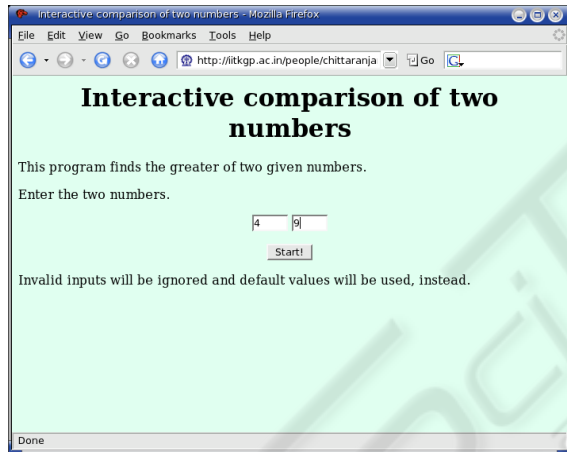 Interactive comparison of two numbers - Mozilla Firefox
File Edit View Go Bookmarks Tools Help
http://iitkgp.ac.in/people/chittaranja Go G
Interactive comparison of two
numbers
This program finds the greater of two given numbers.
Enter the two numbers.
4 9
Start!
Invalid inputs will be ignored and default values will be used, instead.
Done